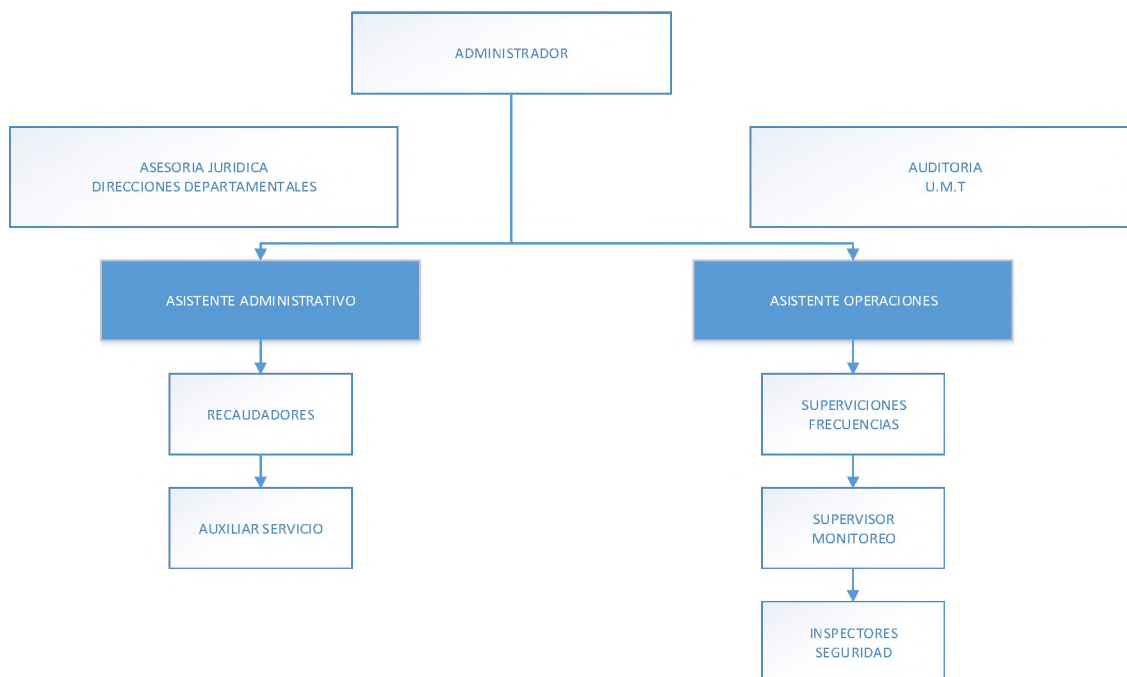 ADMINISTRADOR
ASESORIA JURIDICA
DIRECCIONES DEPARTAMENTALES
AUDITORIA
U.M.T
ASISTENTE ADMINISTRATIVO
ASISTENTE OPERACIONES
RECAUDADORES
SUPERVICIONES
FRECUENCIAS
AUXILIAR SERVICIO
SUPERVISOR
MONITOREO
INSPECTORES
SEGURIDAD